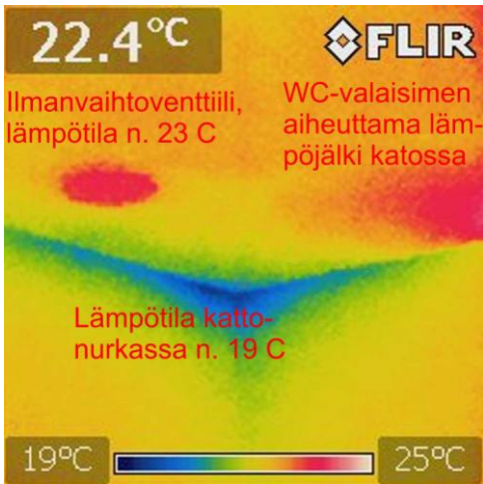 22.4°C
FLIR
Ilmanvaihtoventtiili,
lämpötila n. 23 C
WC-valaisimen
aiheuttama läm-
pöjälki katossa
Lämpötila katto-
nurkassa n. 19 C
19°C
25°C